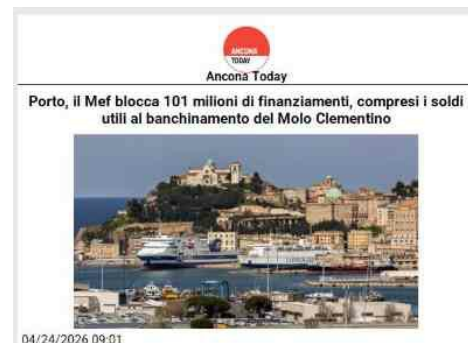 ANCONA
TODAY
Ancona Today
Porto, il Mef blocca 101 milioni di finanziamenti, compresi i soldi
utili al banchinamento del Molo Clementino
04/24/2026 09:01